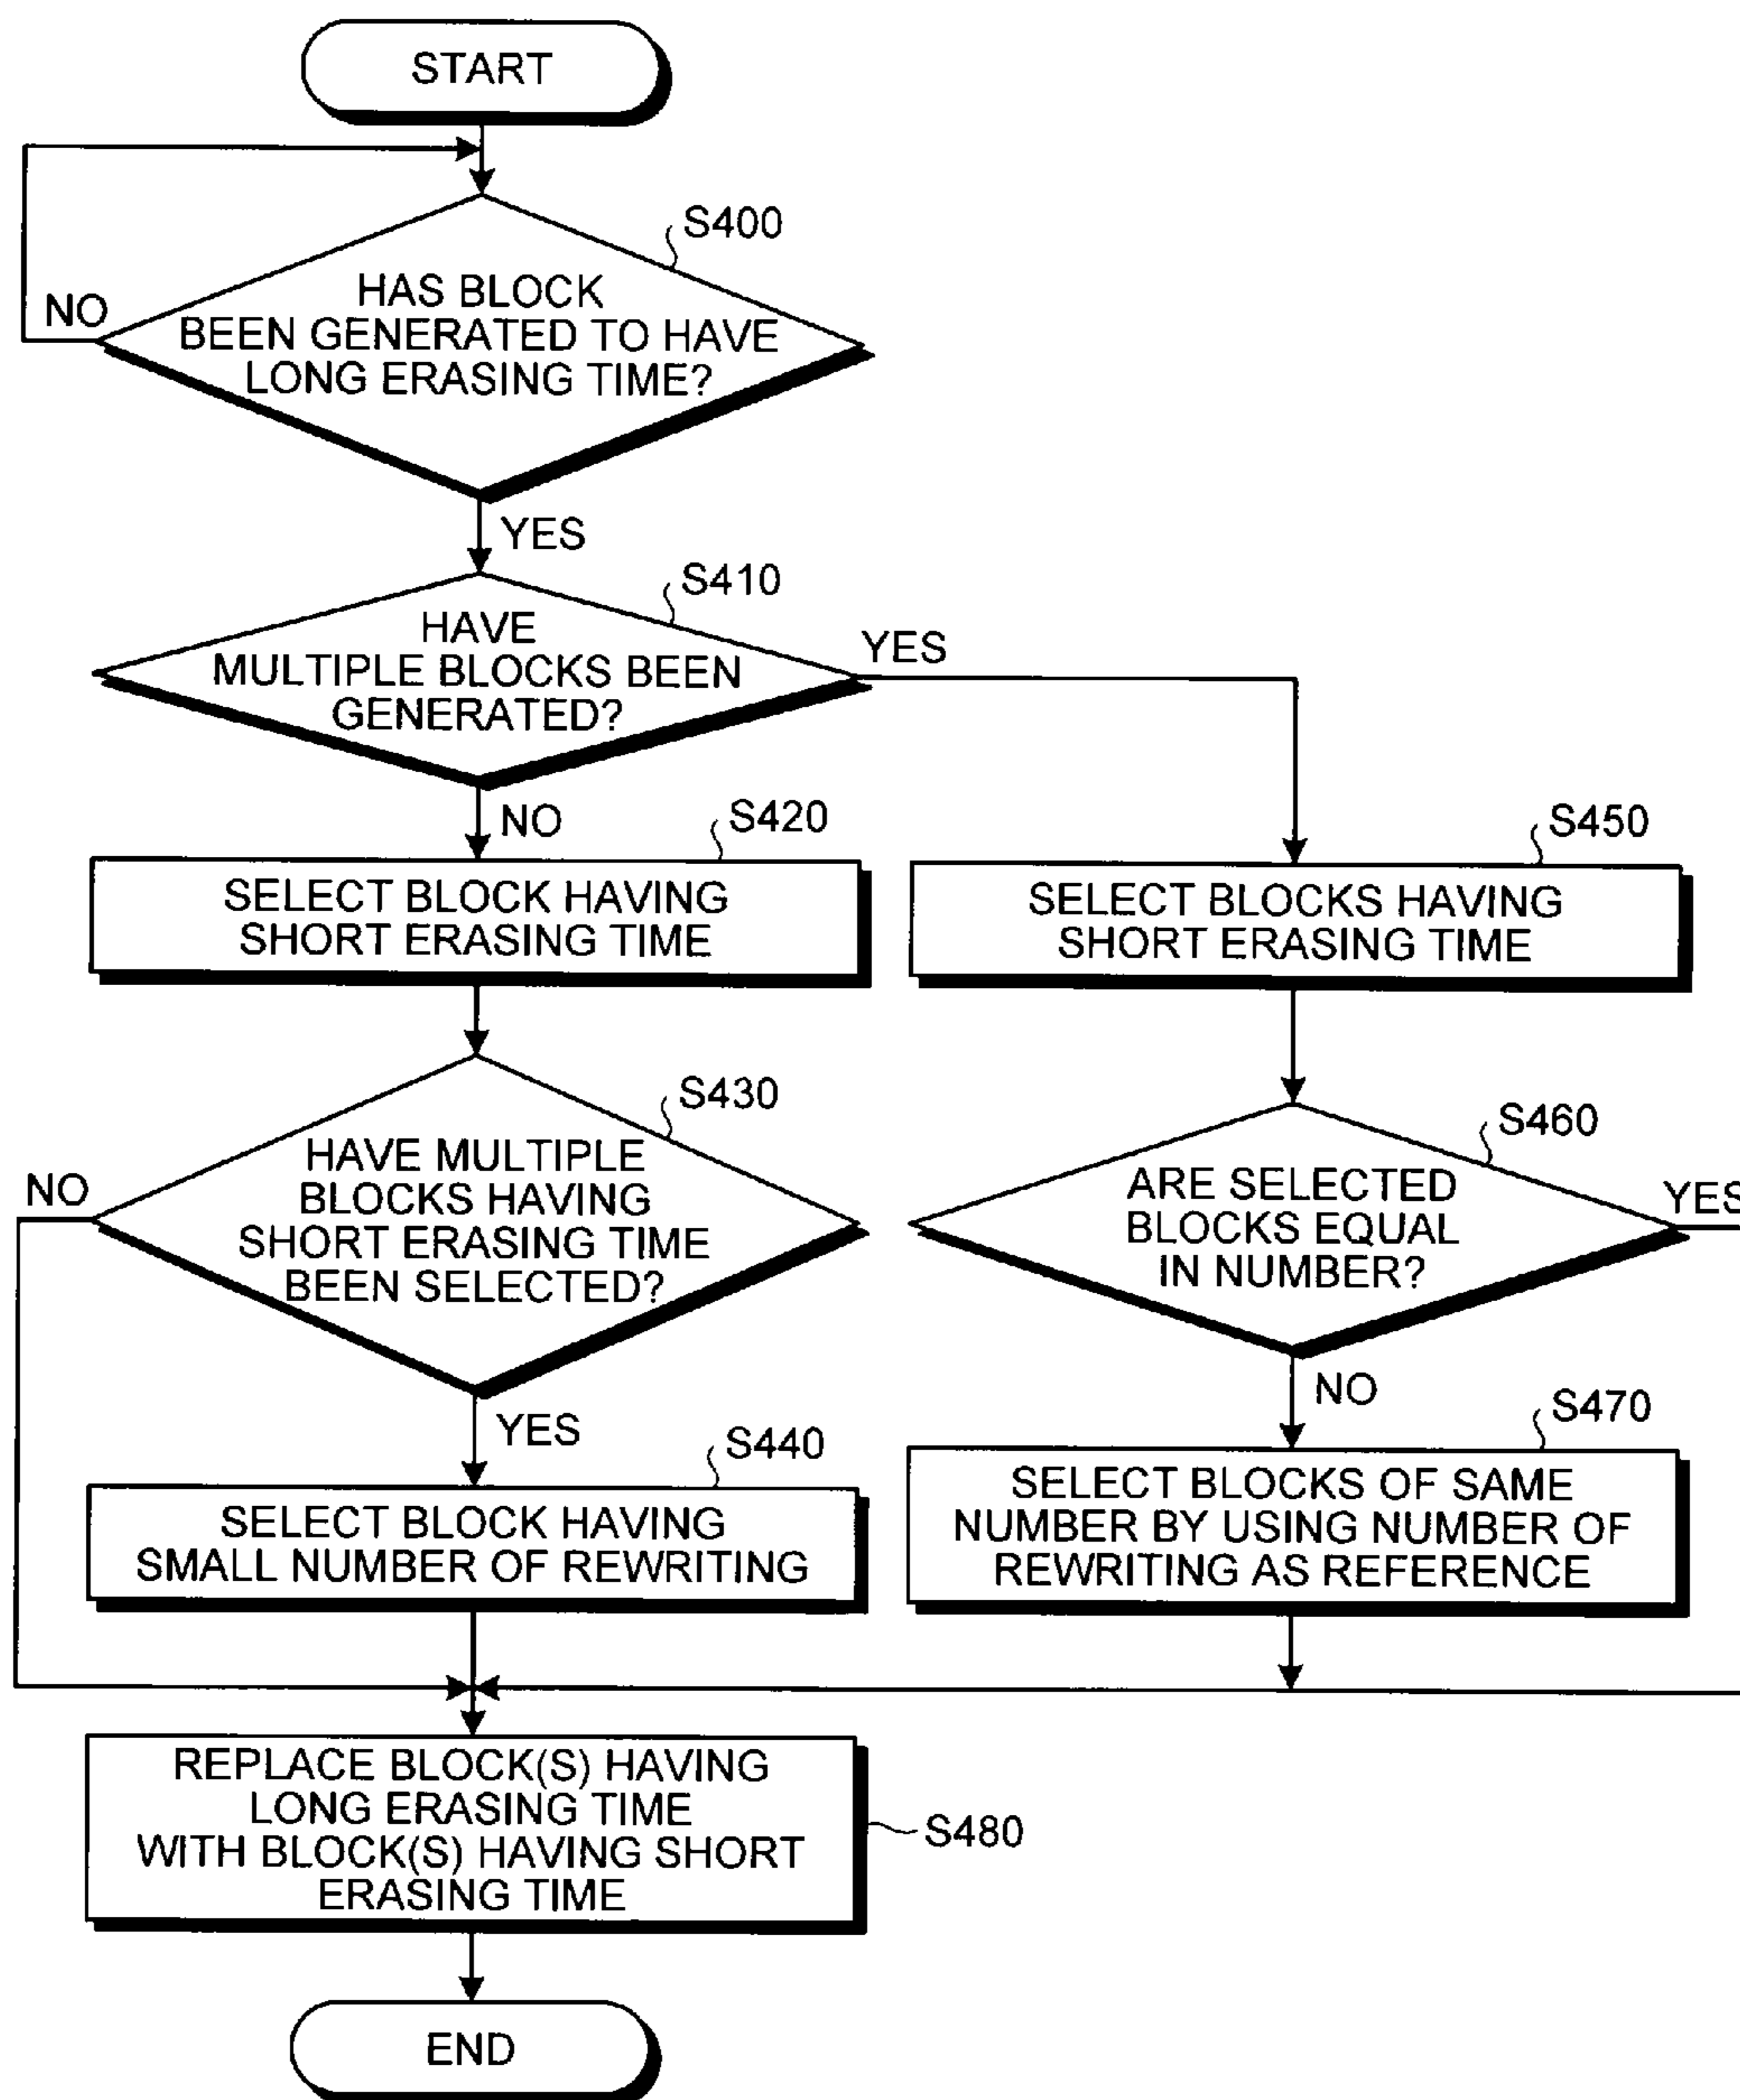 START
S400
HAS BLOCK
BEEN GENERATED TO HAVE
LONG ERASING TIME?
NO
YES
S410
HAVE
MULTIPLE BLOCKS BEEN
GENERATED?
YES
NO
S420
SELECT BLOCK HAVING
SHORT ERASING TIME
S450
SELECT BLOCKS HAVING
SHORT ERASING TIME
S430
HAVE MULTIPLE
BLOCKS HAVING
SHORT ERASING TIME
BEEN SELECTED?
NO
YES
S460
ARE SELECTED
BLOCKS EQUAL
IN NUMBER?
YES
NO
S440
SELECT BLOCK HAVING
SMALL NUMBER OF REWRITING
S470
SELECT BLOCKS OF SAME
NUMBER BY USING NUMBER OF
REWRITING AS REFERENCE
REPLACE BLOCK(S) HAVING
LONG ERASING TIME
WITH BLOCK(S) HAVING SHORT
ERASING TIME
S480
END